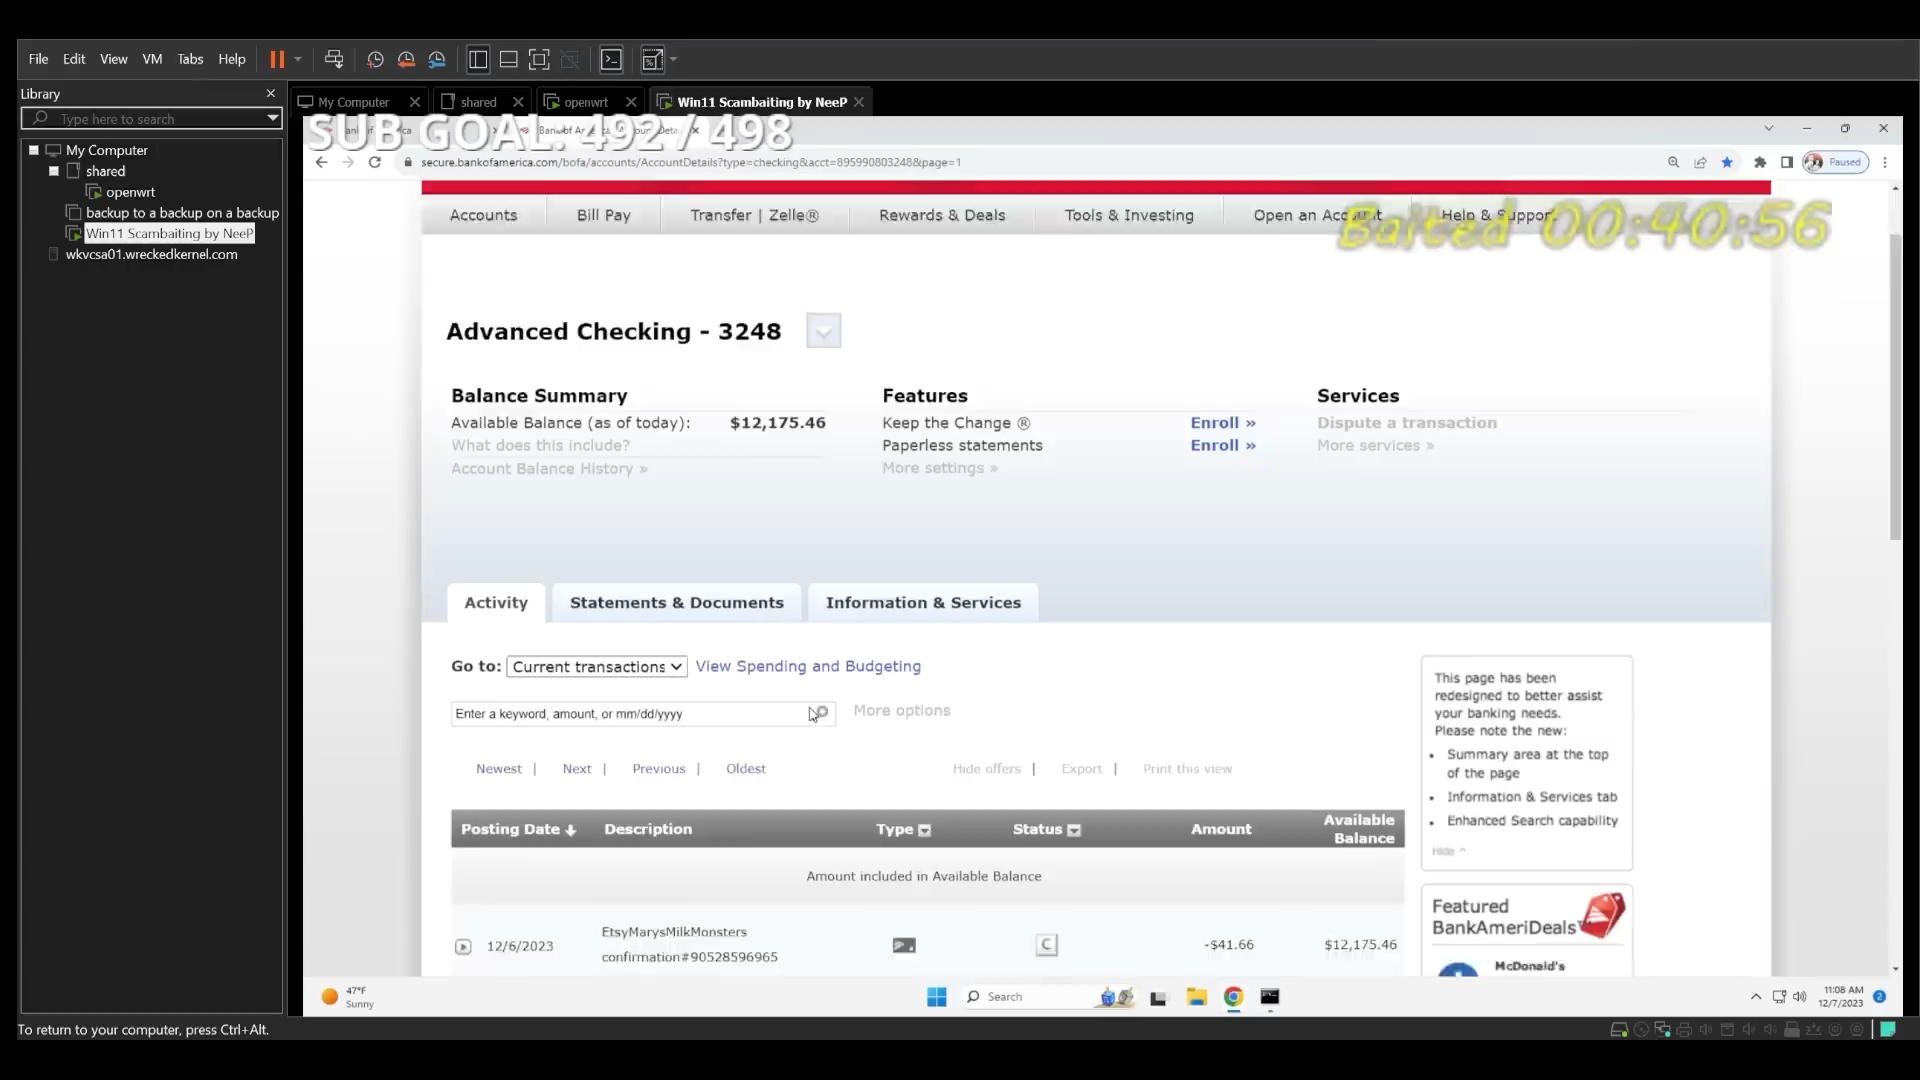 File Edit View VM Tabs Help
Library
Type here to search
My Computer
shared
openwrt
backup to a backup on a backup
Win11 Scambaiting by NeeP
wkvcsa01.wreckedkernel.com
My Computer shared openwrt Win11 Scambaiting by NeeP
SUB GOAL: 492 / 498
secure.bankofamerica.com/bofa/accounts/AccountDetails?type=checking&acct=895990803248&page=1
Paused
Accounts Bill Pay Transfer | Zelle® Rewards & Deals Tools & Investing Open an Account Help & Support
Baited 00:40:56
Advanced Checking - 3248
Balance Summary Features Services
Available Balance (as of today): $12,175.46 Keep the Change ® Enroll » Dispute a transaction
What does this include? Paperless statements Enroll » More services »
Account Balance History » More settings »
Activity Statements & Documents Information & Services
Go to: Current transactions View Spending and Budgeting
Enter a keyword, amount, or mm/dd/yyyy More options
Newest | Next | Previous | Oldest Hide offers | Export | Print this view
Posting Date Description Type Status Amount Available Balance
Amount included in Available Balance
12/6/2023 EtsyMarysMilkMonsters C -$41.66 $12,175.46
confirmation#90528596965
This page has been
redesigned to better assist
your banking needs.
Please note the new:
• Summary area at the top
of the page
• Information & Services tab
• Enhanced Search capability
Hide ^
Featured
BankAmeriDeals
McDonald's
47°F
Sunny
Search
11:08 AM
12/7/2023
2
To return to your computer, press Ctrl+Alt.